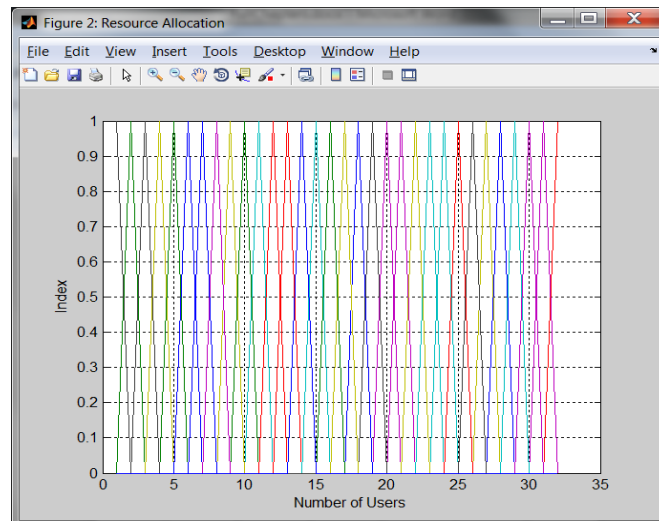 Figure 2: Resource Allocation
File Edit View Insert Tools Desktop Window Help
1
0.9
0.8
0.7
0.6
0.5
0.4
0.3
0.2
0.1
0
Index
0 5 10 15 20 25 30 35
Number of Users